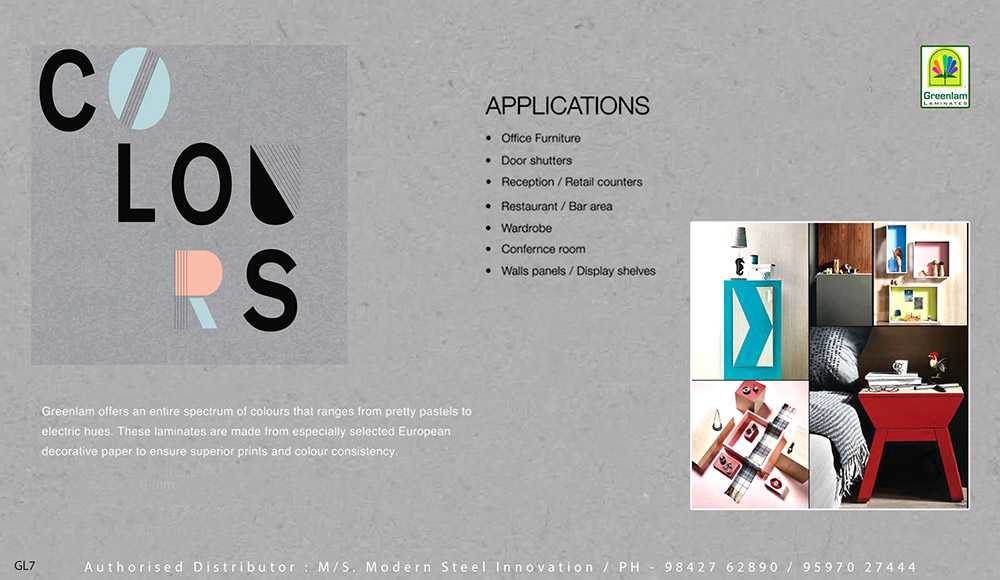 COLOURS
APPLICATIONS
• Office Furniture
• Door shutters
• Reception / Retail counters
• Restaurant / Bar area
• Wardrobe
• Confernce room
• Walls panels / Display shelves
Greenlam
LAMINATES
Greenlam offers an entire spectrum of colours that ranges from pretty pastels to
electric hues. These laminates are made from especially selected European
decorative paper to ensure superior prints and colour consistency.
mm
GL7
Authorised Distributor : M/S. Modern Steel Innovation / PH - 98427 62890 / 95970 27444